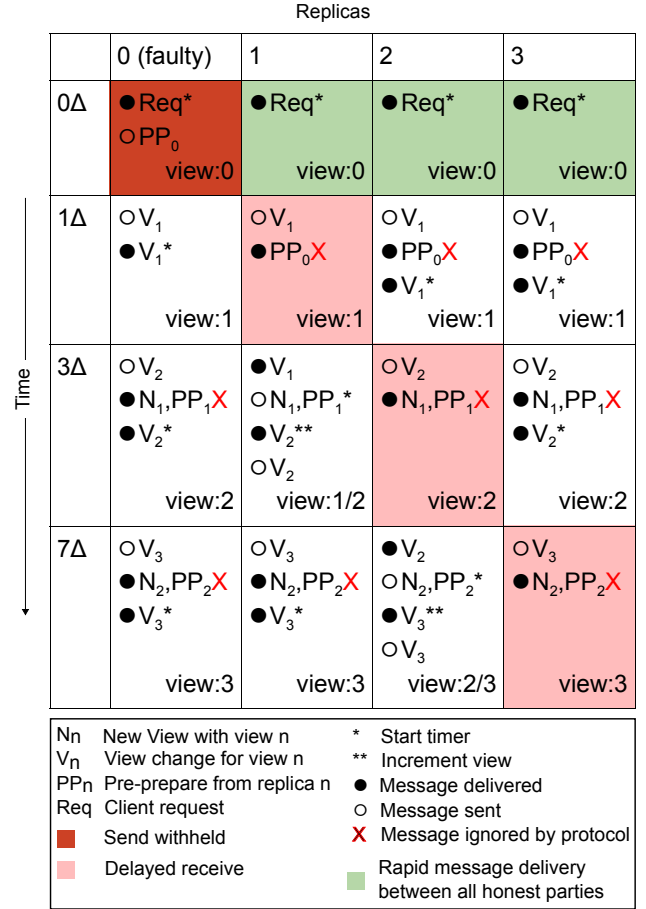 Replicas
0 (faulty) 1 2 3
0Δ
●Req*
○PP₀
view:0
●Req*
view:0
●Req*
view:0
●Req*
view:0
Time
1Δ
○V₁
●V₁*
view:1
○V₁
●PP₀X
view:1
○V₁
●PP₀X
●V₁*
view:1
○V₁
●PP₀X
●V₁*
view:1
3Δ
○V₂
●N₁,PP₁X
●V₂*
view:2
●V₁
○N₁,PP₁*
●V₂**
○V₂
view:1/2
○V₂
●N₁,PP₁X
view:2
○V₂
●N₁,PP₁X
●V₂*
view:2
7Δ
○V₃
●N₂,PP₂X
●V₃*
view:3
○V₃
●N₂,PP₂X
●V₃*
view:3
●V₂
○N₂,PP₂*
●V₃**
○V₃
view:2/3
○V₃
●N₂,PP₂X
view:3
Nn New View with view n
Vn View change for view n
PPn Pre-prepare from replica n
Req Client request
Send withheld
Delayed receive
* Start timer
** Increment view
● Message delivered
○ Message sent
X Message ignored by protocol
Rapid message delivery
between all honest parties